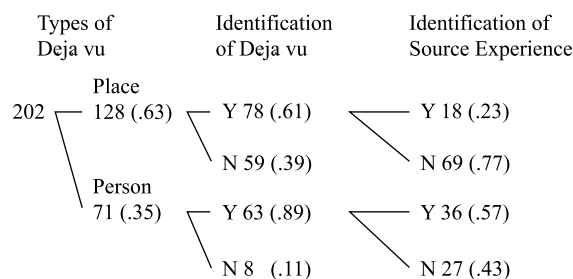 Types of Deja vu
Identification of Deja vu
Identification of Source Experience
Place
202 128 (.63) Y 78 (.61) Y 18 (.23)
N 59 (.39) N 69 (.77)
Person
71 (.35) Y 63 (.89) Y 36 (.57)
N 8 (.11) N 27 (.43)